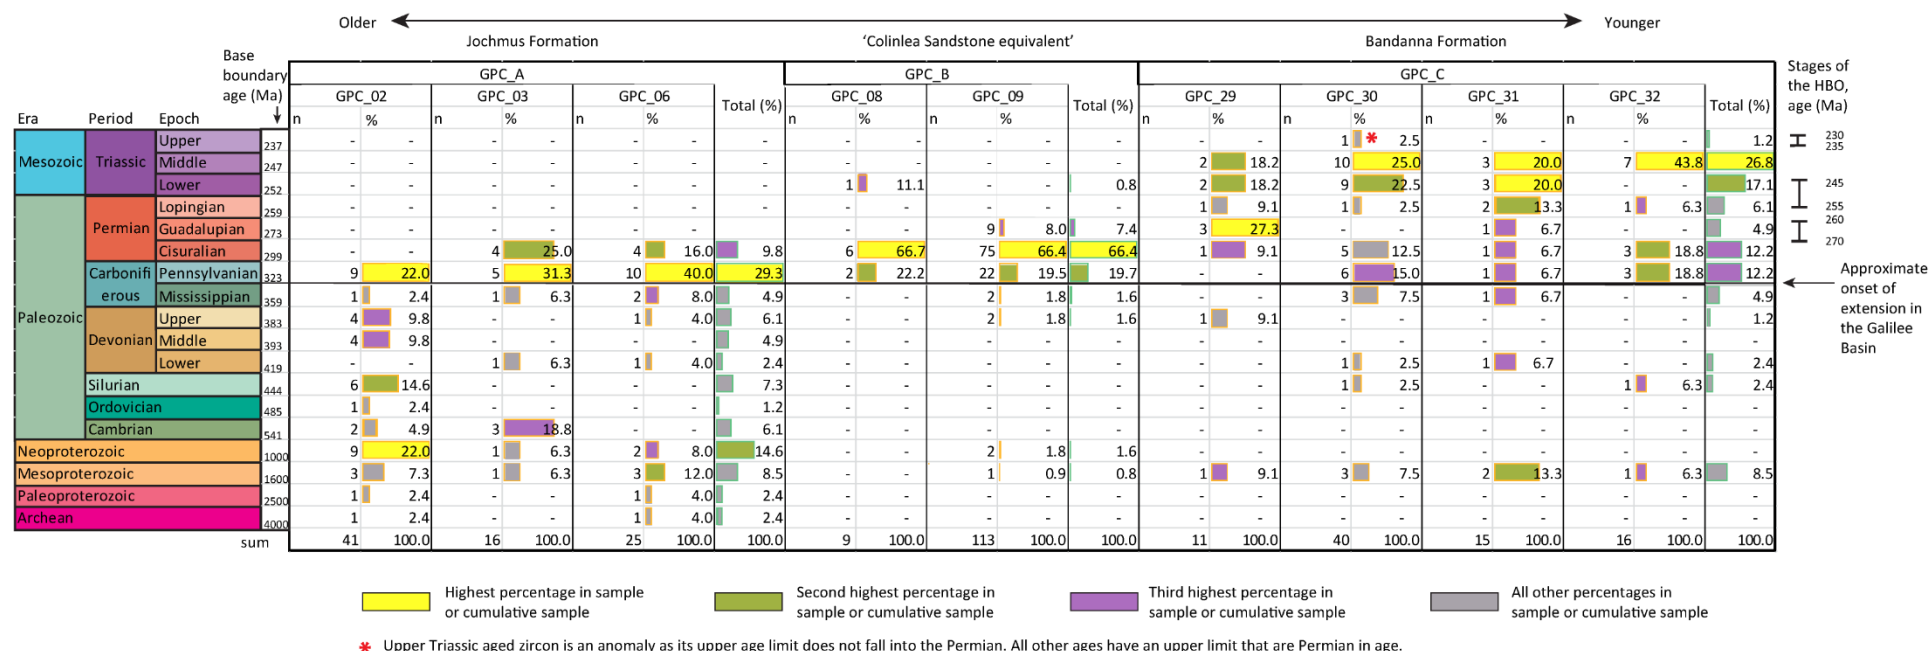 Older Younger
Jochmus Formation 'Colinlea Sandstone equivalent' Bandanna Formation
Base boundary age (Ma)
Stages of the HBO, age (Ma)
GPC_A GPC_B GPC_C
GPC_02 GPC_03 GPC_06 Total (%) GPC_08 GPC_09 Total (%) GPC_29 GPC_30 GPC_31 GPC_32 Total (%)
Era Period Epoch n % n % n % n % n % n % n % n % n %
Mesozoic Triassic Upper 237 - - - - - - - - - - - - - - 1 * 2.5 - - - - 1.2 230 235
Middle 247 - - - - - - - - - - - - 2 18.2 10 25.0 3 20.0 7 43.8 26.8
Lower 252 - - - - - - - 1 11.1 - - 0.8 2 18.2 9 22.5 3 20.0 - - 17.1 245
Paleozoic Permian Lopingian 259 - - - - - - - - - - - - 1 9.1 1 2.5 2 13.3 1 6.3 6.1 255
Guadalupian 273 - - - - - - - - 9 8.0 7.4 3 27.3 - - 1 6.7 - - 4.9 260
Cisuralian 299 - - 4 25.0 4 16.0 9.8 6 66.7 75 66.4 66.4 1 9.1 5 12.5 1 6.7 3 18.8 12.2 270
Carbonifi erous Pennsylvanian 323 9 22.0 5 31.3 10 40.0 29.3 2 22.2 22 19.5 19.7 - - 6 15.0 1 6.7 3 18.8 12.2
Mississippian 359 1 2.4 1 6.3 2 8.0 4.9 - - 2 1.8 1.6 - - 3 7.5 1 6.7 - - 4.9
Approximate onset of extension in the Galilee Basin
Devonian Upper 383 4 9.8 - - 1 4.0 6.1 - - 2 1.8 1.6 1 9.1 - - - - - - 1.2
Middle 393 4 9.8 - - - - 4.9 - - - - - - - - - - - - - -
Lower 419 - - 1 6.3 1 4.0 2.4 - - - - - - - 1 2.5 1 6.7 - - 2.4
Silurian 444 6 14.6 - - - - 7.3 - - - - - - - 1 2.5 - - 1 6.3 2.4
Ordovician 485 1 2.4 - - - - 1.2 - - - - - - - - - - - - - -
Cambrian 541 2 4.9 3 18.8 - - 6.1 - - - - - - - - - - - - - -
Neoproterozoic 1000 9 22.0 1 6.3 2 8.0 14.6 - - 2 1.8 1.6 - - - - - - - - -
Mesoproterozoic 1600 3 7.3 1 6.3 3 12.0 8.5 - - 1 0.9 0.8 1 9.1 3 7.5 2 13.3 1 6.3 8.5
Paleoproterozoic 2500 1 2.4 - - 1 4.0 2.4 - - - - - - - - - - - - - -
Archean 4000 1 2.4 - - 1 4.0 2.4 - - - - - - - - - - - - - -
sum 41 100.0 16 100.0 25 100.0 100.0 9 100.0 113 100.0 100.0 11 100.0 40 100.0 15 100.0 16 100.0 100.0
Highest percentage in sample or cumulative sample
Second highest percentage in sample or cumulative sample
Third highest percentage in sample or cumulative sample
All other percentages in sample or cumulative sample
* Upper Triassic aged zircon is an anomaly as its upper age limit does not fall into the Permian. All other ages have an upper limit that are Permian in age.